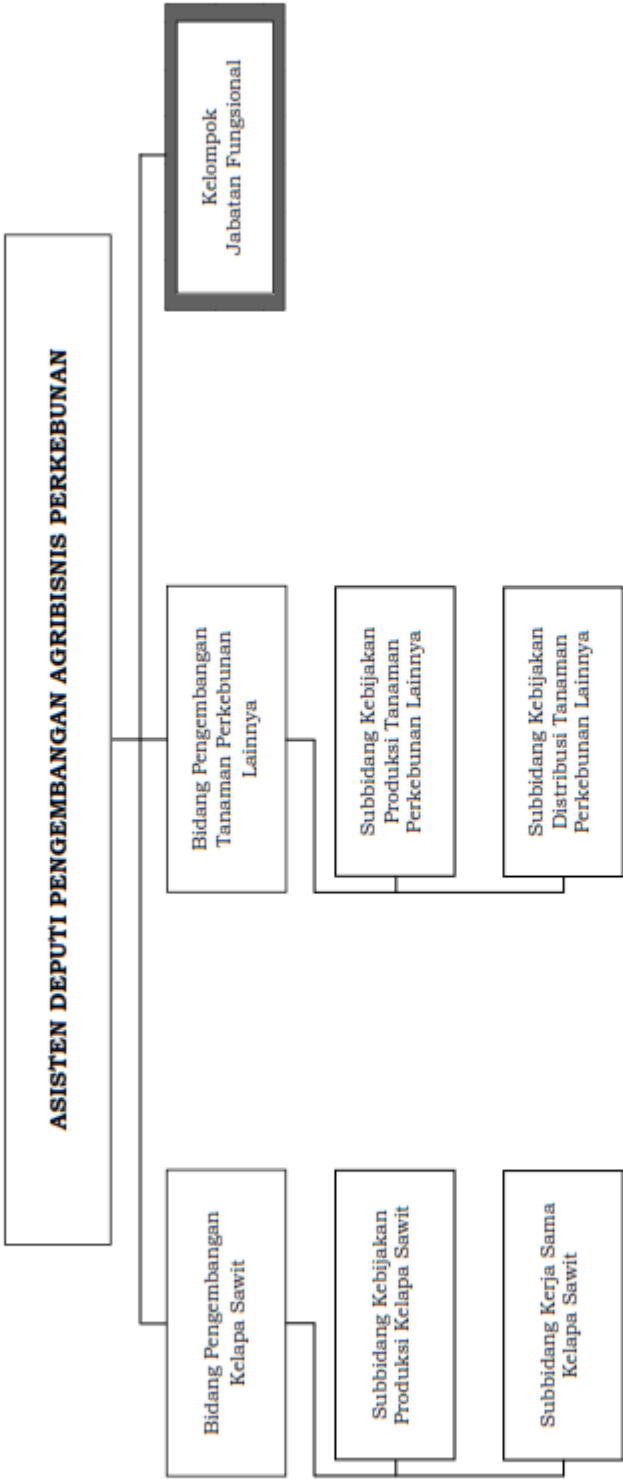 ASISTEN DEPUTI PENGEMBANGAN AGRIBISNIS PERKEBUNAN
Bidang Pengembangan
Kelapa Sawit
Bidang Pengembangan
Tanaman Perkebunan
Lainnya
Kelompok
Jabatan Fungsional
Subbidang Kebijakan
Produksi Kelapa Sawit
Subbidang Kebijakan
Produksi Tanaman
Perkebunan Lainnya
Subbidang Kerja Sama
Kelapa Sawit
Subbidang Kebijakan
Distribusi Tanaman
Perkebunan Lainnya